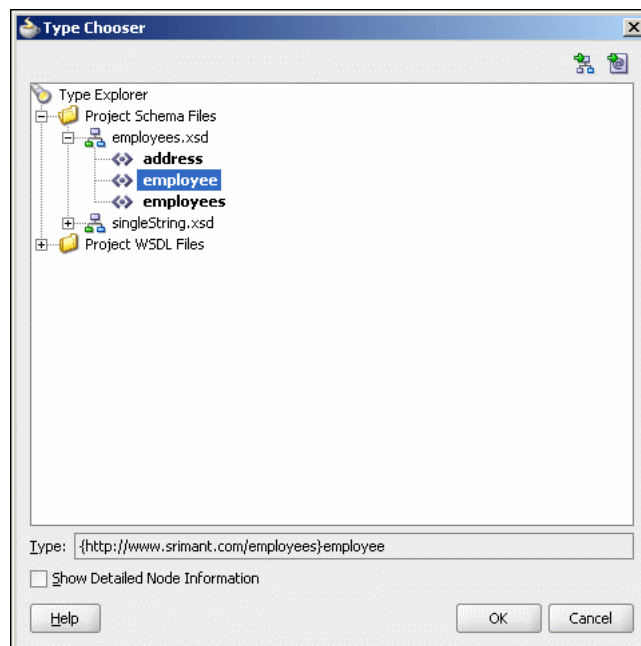 Type Chooser
Type Explorer
Project Schema Files
employees.xsd
address
employee
employees
singleString.xsd
Project WSDL Files
Type: {http://www.srimant.com/employees}employee
Show Detailed Node Information
Help OK Cancel